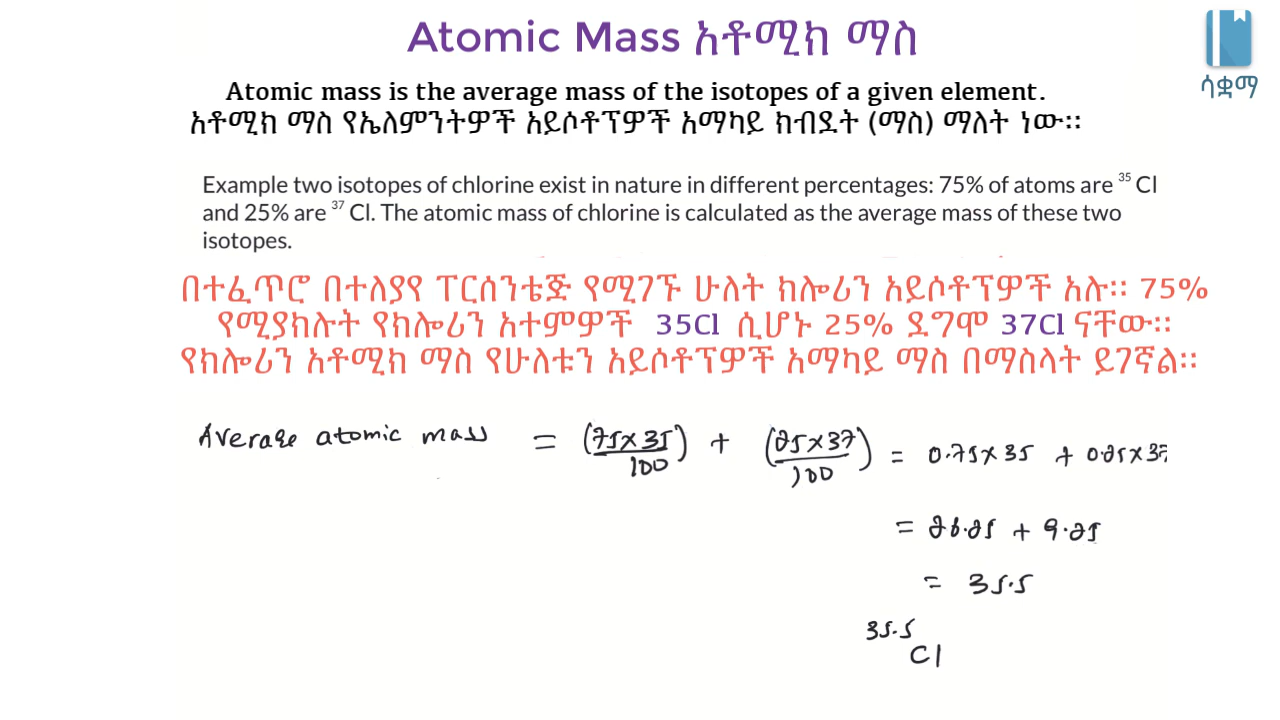 Atomic Mass አቶሚክ ማስ
ሳቋማ
Atomic mass is the average mass of the isotopes of a given element.
አቶሚክ ማስ የኤለምንትዎች አይሶቶፕዎች አማካይ ክብደት (ማስ) ማለት ነው።
Example two isotopes of chlorine exist in nature in different percentages: 75% of atoms are ³⁵ Cl
and 25% are ³⁷ Cl. The atomic mass of chlorine is calculated as the average mass of these two
isotopes.
በተፈጥሮ በተለያየ ፐርሰንቴጅ የሚገኙ ሁለት ክሎሪን አይሶቶፕዎች አሉ። 75%
የሚያክሉት የክሎሪን አተምዎች 35Cl ሲሆኑ 25% ደግሞ 37Cl ናቸው።
የክሎሪን አቶሚክ ማስ የሁለቱን አይሶቶፕዎች አማካይ ማስ በማስላት ይገኛል።
Average atomic mass = (75×35/100) + (25×37/100) = 0.75×35 + 0.25×37
= 26.25 + 9.25
= 35.5
35.5
Cl